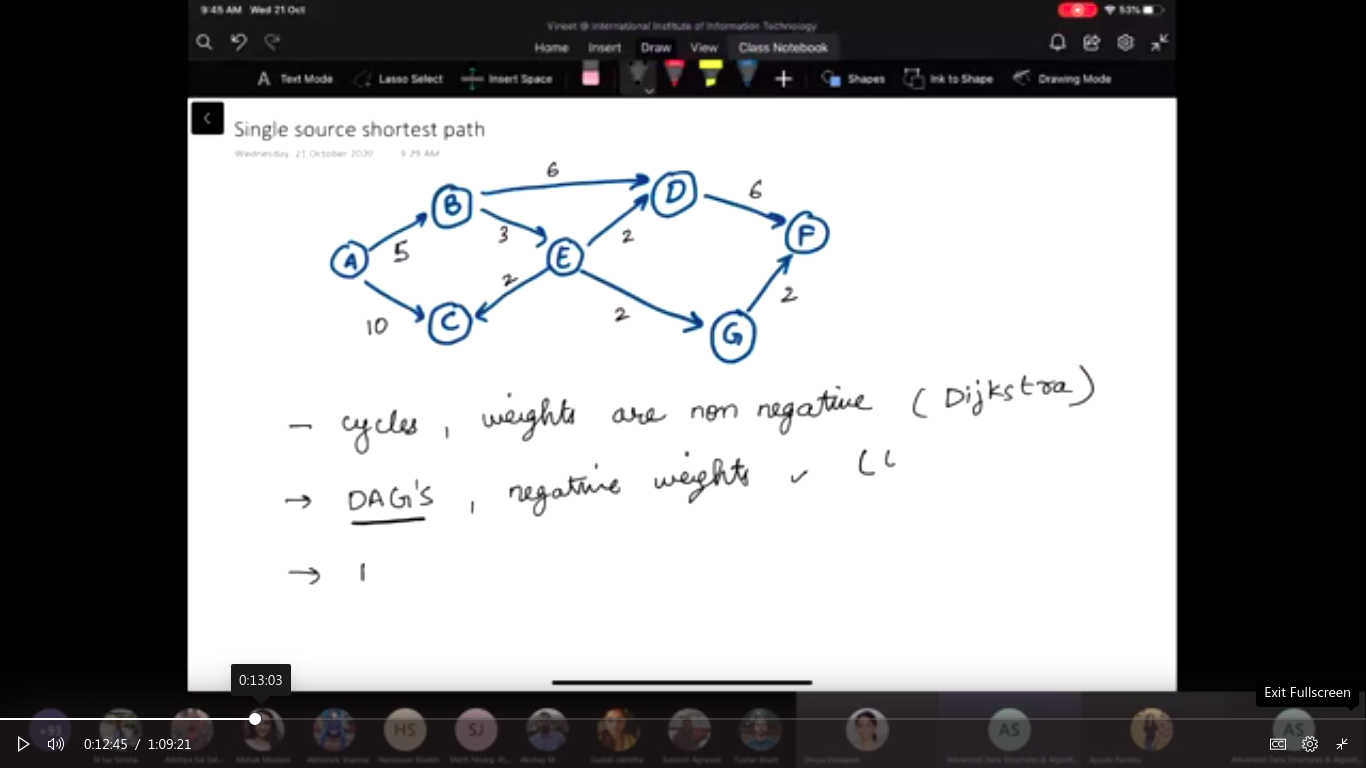 9:45 AM Wed 21 Oct
53%
Vineet @ International Institute of Information Technology
Home Insert Draw View Class Notebook
Text Mode Lasso Select Insert Space Shapes Ink to Shape Drawing Mode
Single source shortest path
Wednesday, 21 October 2020 9:29 AM
6
B D 6
5 3 2 F
A E
2
10 C 2 2
G
- cycles, weights are non negative (Dijkstra)
→ DAG'S, negative weights ✓ (
→
0:13:03
Exit Fullscreen
HS SJ AS AS
0:12:45 / 1:09:21
CC